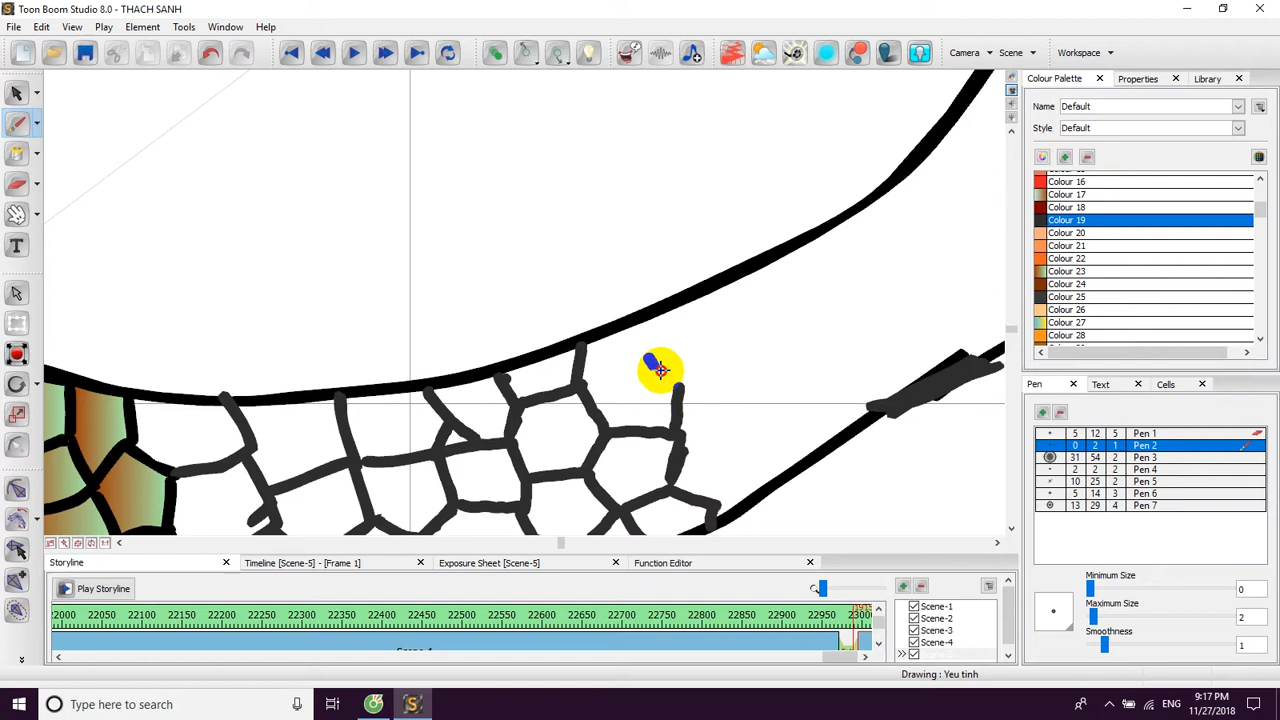 Toon Boom Studio 8.0 - THACH SANH
File Edit View Play Element Tools Window Help
Camera Scene Workspace
Colour Palette Properties Library
Name Default
Style Default
Colour 16
Colour 17
Colour 18
Colour 19
Colour 20
Colour 21
Colour 22
Colour 23
Colour 24
Colour 25
Colour 26
Colour 27
Colour 28
Pen Text Cells
5 12 5 Pen 1
0 2 1 Pen 2
31 54 2 Pen 3
2 2 2 Pen 4
10 25 2 Pen 5
5 14 3 Pen 6
13 29 4 Pen 7
Minimum Size 0
Maximum Size 2
Smoothness 1
Storyline Timeline [Scene-5] - [Frame 1] Exposure Sheet [Scene-5] Function Editor
Play Storyline
22050 22100 22150 22200 22250 22300 22350 22400 22450 22500 22550 22600 22650 22700 22750 22800 22850 22900
Scene-1
Scene-2
Scene-3
Scene-4
Drawing : Yeu tinh
Type here to search
ENG
9:17 PM
11/27/2018